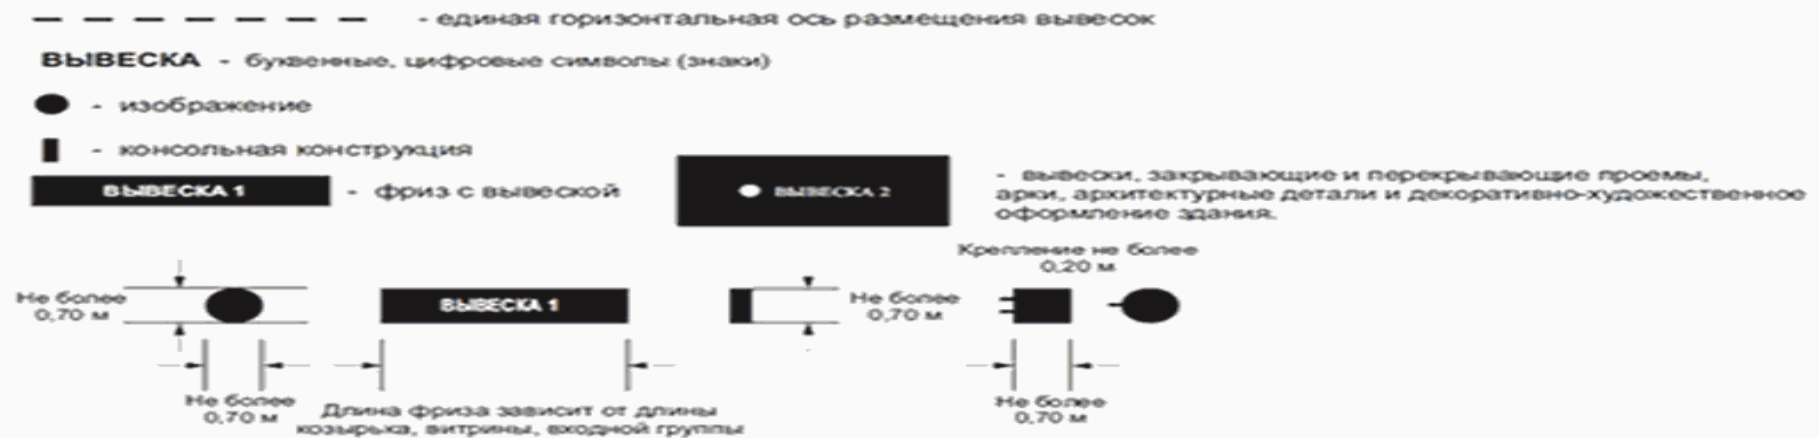 - единая горизонтальная ось размещения вывесок
ВЫВЕСКА - буквенные, цифровые символы (знаки)
- изображение
- консольная конструкция
ВЫВЕСКА 1 - фриз с вывеской
ВЫВЕСКА 2
- вывески, закрывающие и перекрывающие проемы,
арки, архитектурные детали и декоративно-художественное
оформление здания.
Крепление не более
0,20 м
Не более
0,70 м
ВЫВЕСКА 1
Не более
0,70 м
Не более
0,70 м
Длина фриза зависит от длины
козырька, витрины, входной группы
Не более
0,70 м